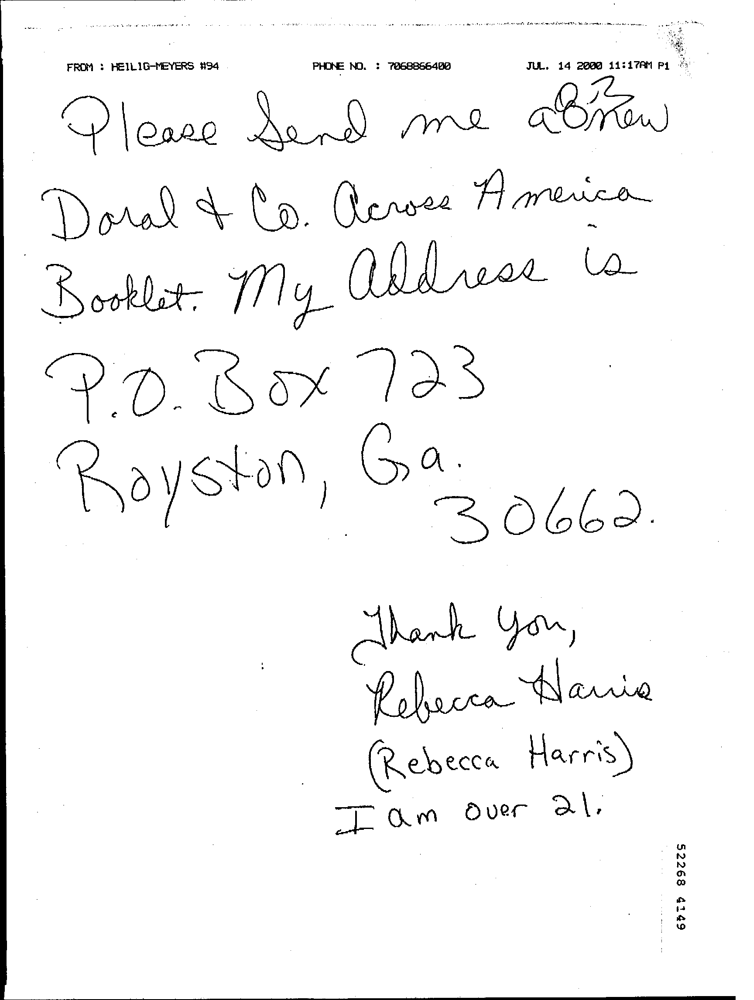 FROM : HEILIG-MEYERS #94 PHONE NO. : 7068866400 JUL. 14 2000 11:17AM P1
Please Send me a new
Doral & Co. Across America
Booklet. My Address is
P.O. Box 723
Royston, Ga.
30662.
Thank you,
Rebecca Harris
(Rebecca Harris)
I am over 21.
52268 4149